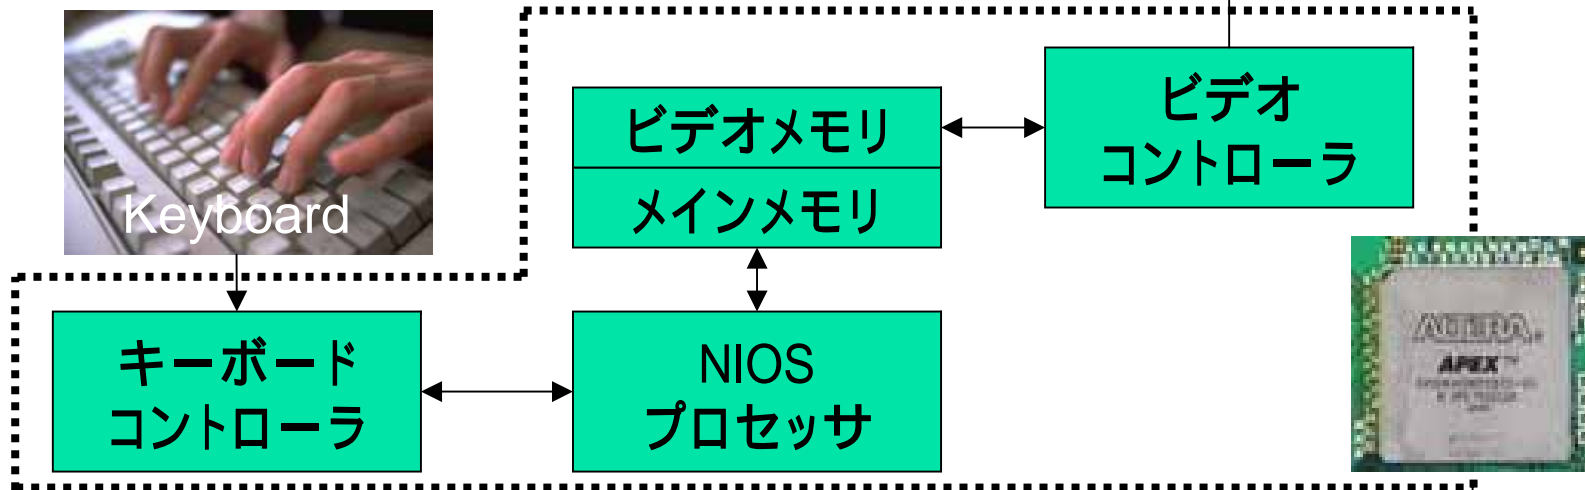 ビデオ
コントローラ
ビデオメモリ
メインメモリ
Keyboard
キーボード
コントローラ
NIOS
プロセッサ
ALTERA®
APEX™